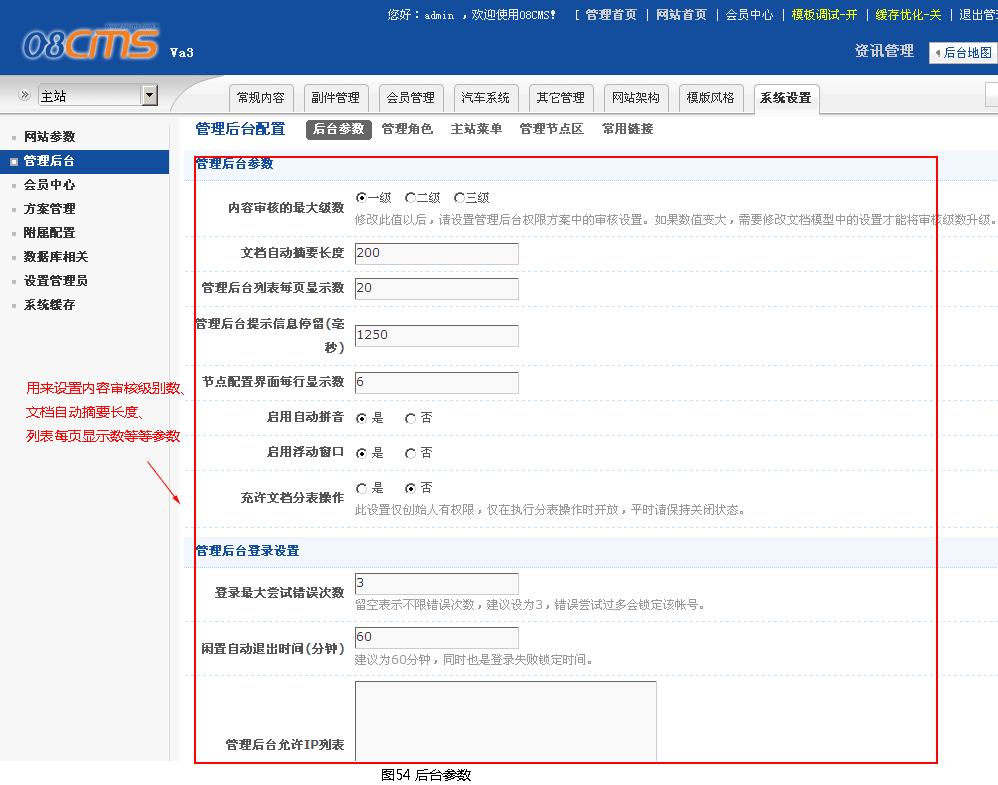 您好：admin ，欢迎使用08CMS! [ 管理首页 | 网站首页 | 会员中心 | 模板调试-开 | 缓存优化-关 | 退出管
08CMS Va3
资讯管理 后台地图
主站
常规内容 副件管理 会员管理 汽车系统 其它管理 网站架构 模版风格 系统设置
网站参数
管理后台
会员中心
方案管理
附属配置
数据库相关
设置管理员
系统缓存
用来设置内容审核级别数、
文档自动摘要长度、
列表每页显示数等等参数
管理后台配置 后台参数 管理角色 主站菜单 管理节点区 常用链接
管理后台参数
内容审核的最大级数 一级 二级 三级
修改此值以后，请设置管理后台权限方案中的审核设置。如果数值变大，需要修改文档模型中的设置才能将审核级数升级。
文档自动摘要长度 200
管理后台列表每页显示数 20
管理后台提示信息停留(毫
秒) 1250
节点配置界面每行显示数 6
启用自动拼音 是 否
启用浮动窗口 是 否
充许文档分表操作 是 否
此设置仅创始人有权限，仅在执行分表操作时开放，平时请保持关闭状态。
管理后台登录设置
登录最大尝试错误次数 3
留空表示不限错误次数，建议设为3，错误尝试过多会锁定该帐号。
闲置自动退出时间(分钟) 60
建议为60分钟，同时也是登录失败锁定时间。
管理后台允许IP列表
图54 后台参数